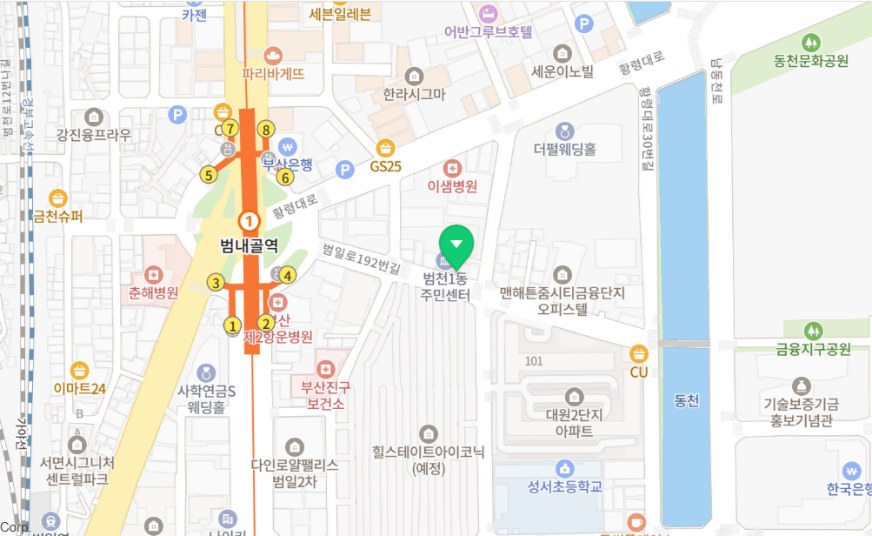 카젠
세븐일레븐
어반그루브호텔
P
동천문화공원
파리바게뜨
세운이노빌
황령대로
남동천로
한라시그마
황령대로30번길
경부고속선
강진융프라우
P
C
7
8
부산은행
GS25
더펄웨딩홀
5
6
P
이샘병원
금천슈퍼
황령대로
1
범내골역
범일로192번길
범천1동
주민센터
춘해병원
3
4
맨해튼줌시티금융단지
오피스텔
1
2
부산
제2항운병원
101
금융지구공원
이마트24
사학연금S
웨딩홀
부산진구
보건소
CU
동천
대원2단지
아파트
기술보증기금
홍보기념관
B
A
가야선
서면시그니처
센트럴파크
힐스테이트아이코닉
(예정)
다인로얄팰리스
범일2차
성서초등학교
한국은행
Corp.